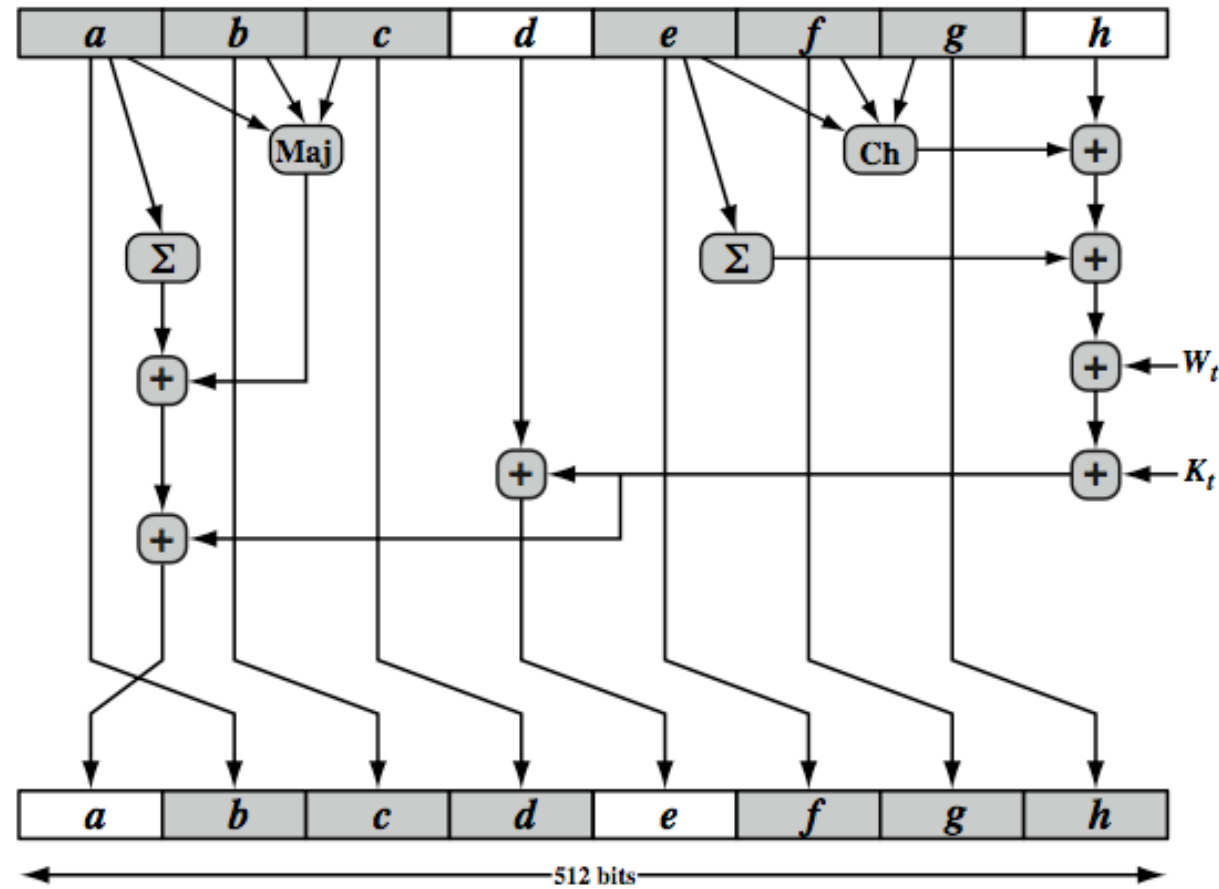 a b c d e f g h
Maj Ch +
Σ Σ +
+ + W_t
+ + K_t
+
a b c d e f g h
512 bits